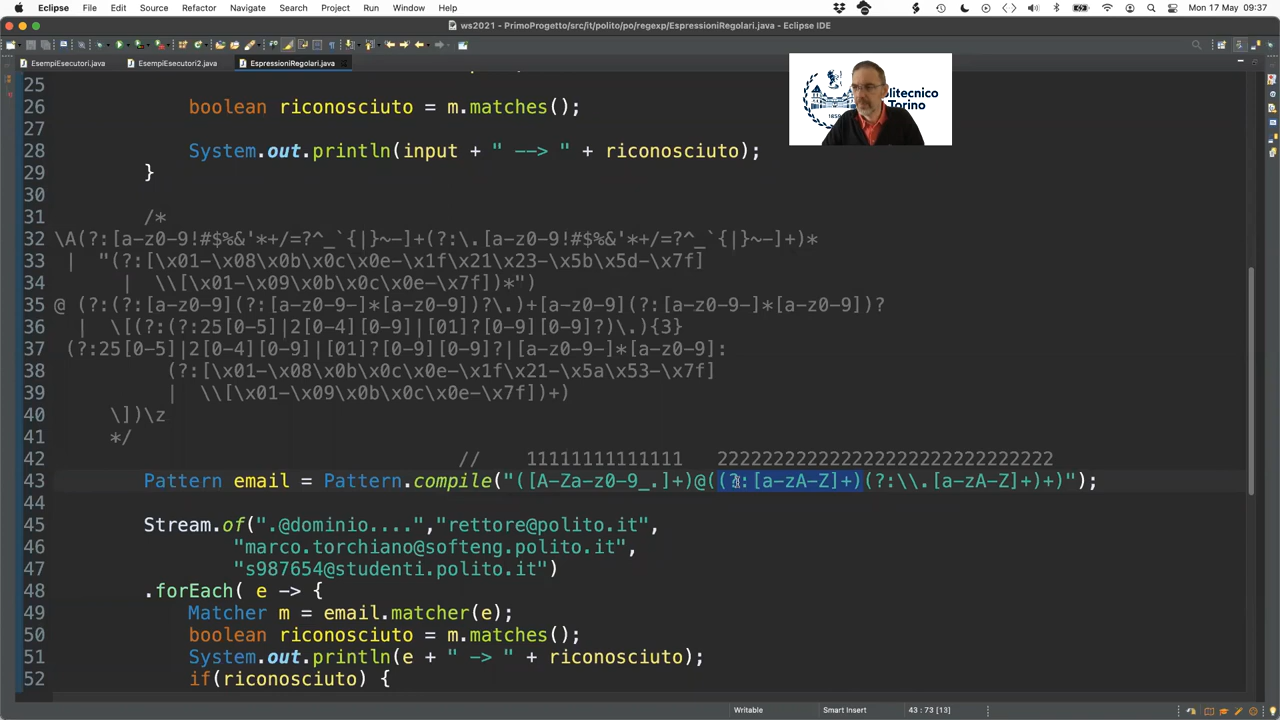 Eclipse File Edit Source Refactor Navigate Search Project Run Window Help Mon 17 May 09:37
ws2021 - PrimoProgetto/src/it/polito/po/regexp/EspressioniRegolari.java - Eclipse IDE
EsempiEsecutori.java EsempiEsecutori2.java EspressioniRegolari.java
Politecnico
di Torino
25
26 boolean riconosciuto = m.matches();
27
28 System.out.println(input + " --> " + riconosciuto);
29 }
30
31 /*
32 \A(?:[a-z0-9!#$%&'*+/=?^_`{|}~-]+(?:\.[a-z0-9!#$%&'*+/=?^_`{|}~-]+)*
33 | "(?:[\x01-\x08\x0b\x0c\x0e-\x1f\x21\x23-\x5b\x5d-\x7f]
34 | \\[\x01-\x09\x0b\x0c\x0e-\x7f])*")
35 @ (?:(?:[a-z0-9](?:[a-z0-9-]*[a-z0-9])?\.)+[a-z0-9](?:[a-z0-9-]*[a-z0-9])?
36 | \[(?:(?:25[0-5]|2[0-4][0-9]|[01]?[0-9][0-9]?)\.){3}
37 (?:25[0-5]|2[0-4][0-9]|[01]?[0-9][0-9]?|[a-z0-9-]*[a-z0-9]:
38 (?:[\x01-\x08\x0b\x0c\x0e-\x1f\x21-\x5a\x53-\x7f]
39 | \\[\x01-\x09\x0b\x0c\x0e-\x7f])+)
40 \])\z
41 */
42 // 11111111111111 222222222222222222222222222222
43 Pattern email = Pattern.compile("([A-Za-z0-9_.]+)@((?:[a-zA-Z]+)(?:\\.[a-zA-Z]+)+)");
44
45 Stream.of(".@dominio....","rettore@polito.it",
46 "marco.torchiano@softeng.polito.it",
47 "s987654@studenti.polito.it")
48 .forEach( e -> {
49 Matcher m = email.matcher(e);
50 boolean riconosciuto = m.matches();
51 System.out.println(e + " -> " + riconosciuto);
52 if(riconosciuto) {
Writable Smart Insert 43 : 73 [13]